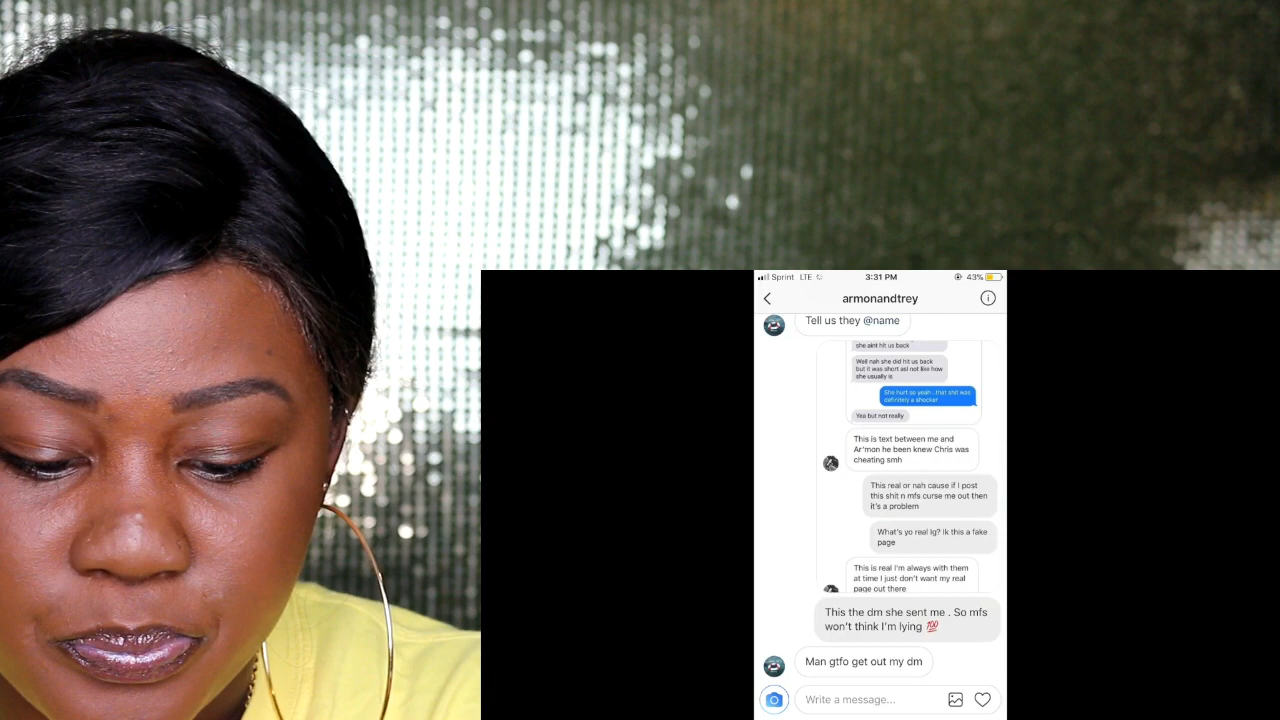 Sprint LTE 3:31 PM 43%
armonandtrey
Tell us they @name
she aint hit us back
Well nah she did hit us back
but it was short asl not like how
she usually is
She hurt so yeah ..that shit was
definitely a shocker
Yea but not really
This is text between me and
Ar'mon he been knew Chris was
cheating smh
This real or nah cause if I post
this shit n mfs curse me out then
it's a problem
What's yo real Ig? Ik this a fake
page
This is real I'm always with them
at time I just don't want my real
page out there
This the dm she sent me . So mfs
won't think I'm lying 💯
Man gtfo get out my dm
Write a message...